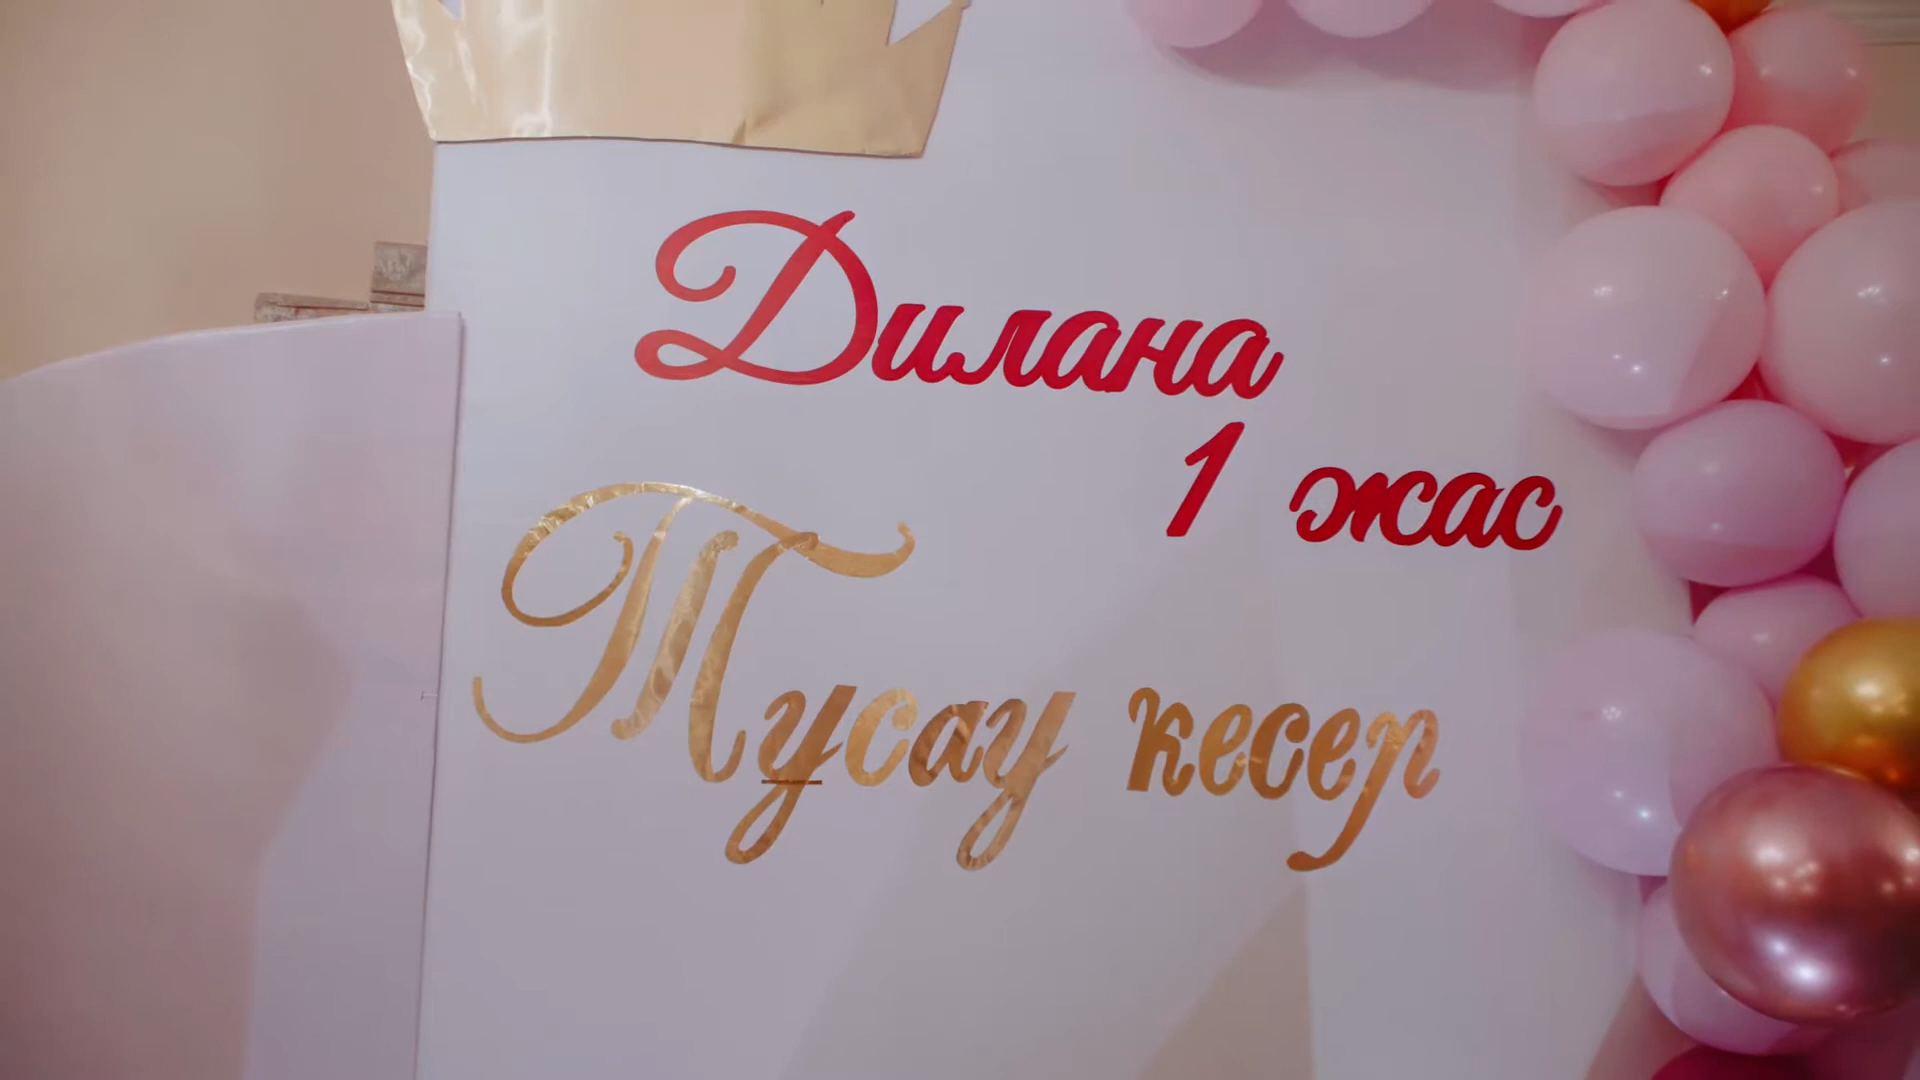 Дилана
1 жас
Тұсау кесер